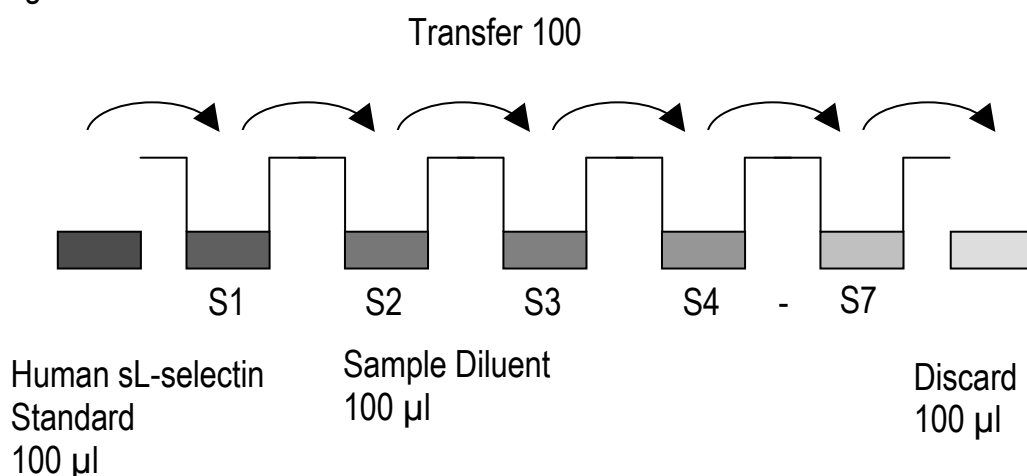 Transfer 100
S1 S2 S3 S4 - S7
Human sL-selectin
Standard
100 µl
Sample Diluent
100 µl
Discard
100 µl